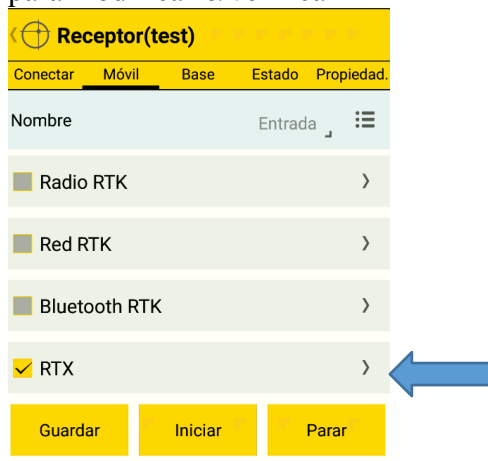 Receptor(test)
Conectar Móvil Base Estado Propiedad.
Nombre Entrada
Radio RTK
Red RTK
Bluetooth RTK
RTX
Guardar Iniciar Parar